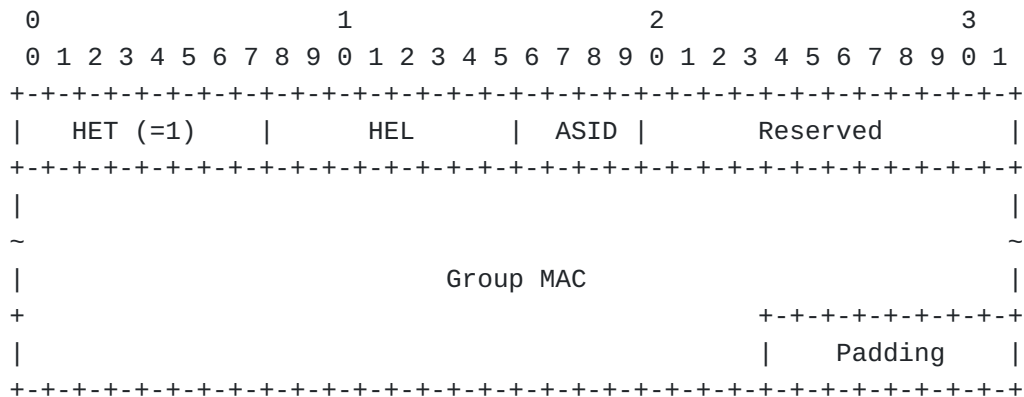 0                   1                   2                   3
 0 1 2 3 4 5 6 7 8 9 0 1 2 3 4 5 6 7 8 9 0 1 2 3 4 5 6 7 8 9 0 1
+-+-+-+-+-+-+-+-+-+-+-+-+-+-+-+-+-+-+-+-+-+-+-+-+-+-+-+-+-+-+-+-+
|   HET (=1)    |      HEL      |  ASID |       Reserved        |
+-+-+-+-+-+-+-+-+-+-+-+-+-+-+-+-+-+-+-+-+-+-+-+-+-+-+-+-+-+-+-+-+
|                                                               |
~                                                               ~
|                           Group MAC                           |
+                                               +-+-+-+-+-+-+-+-+
|                                               |    Padding    |
+-+-+-+-+-+-+-+-+-+-+-+-+-+-+-+-+-+-+-+-+-+-+-+-+-+-+-+-+-+-+-+-+